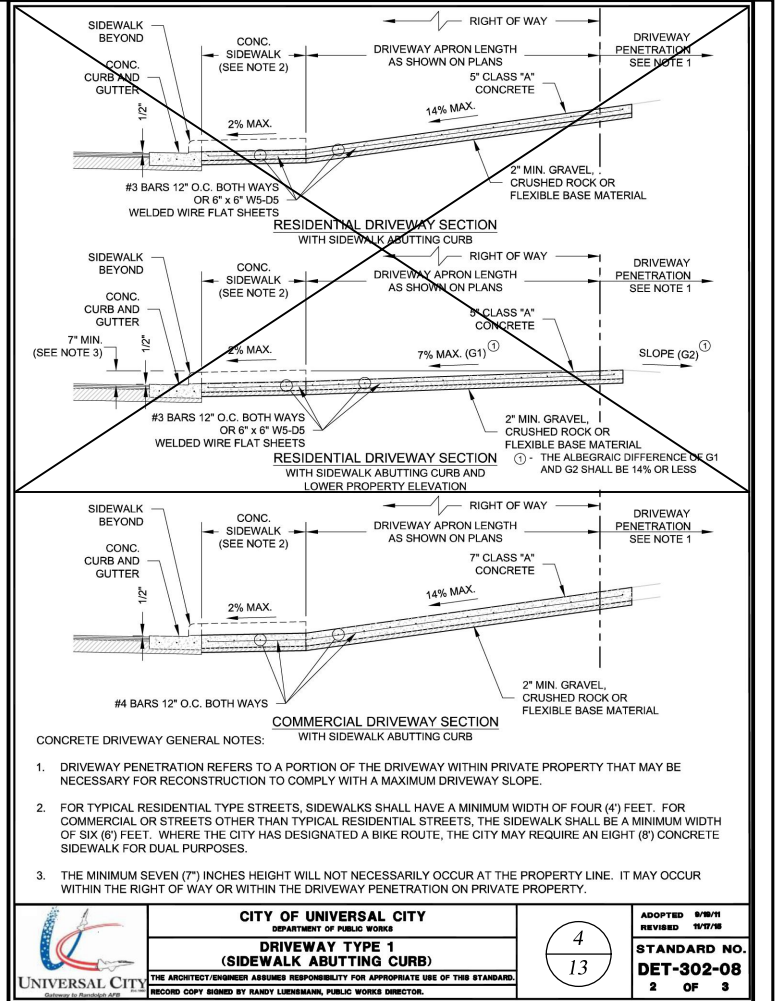 RIGHT OF WAY
SIDEWALK
BEYOND
CONC.
SIDEWALK
(SEE NOTE 2)
DRIVEWAY APRON LENGTH
AS SHOWN ON PLANS
DRIVEWAY
PENETRATION
SEE NOTE 1
CONC.
CURB AND
GUTTER
5" CLASS "A"
CONCRETE
1/2"
2% MAX.
14% MAX.
#3 BARS 12" O.C. BOTH WAYS
OR 6" x 6" W5-D5
WELDED WIRE FLAT SHEETS
2" MIN. GRAVEL,
CRUSHED ROCK OR
FLEXIBLE BASE MATERIAL
RESIDENTIAL DRIVEWAY SECTION
WITH SIDEWALK ABUTTING CURB
RIGHT OF WAY
SIDEWALK
BEYOND
CONC.
SIDEWALK
(SEE NOTE 2)
DRIVEWAY APRON LENGTH
AS SHOWN ON PLANS
DRIVEWAY
PENETRATION
SEE NOTE 1
CONC.
CURB AND
GUTTER
5" CLASS "A"
CONCRETE
7" MIN.
(SEE NOTE 3)
1/2"
2% MAX.
7% MAX. (G1) 1
SLOPE (G2) 1
#3 BARS 12" O.C. BOTH WAYS
OR 6" x 6" W5-D5
WELDED WIRE FLAT SHEETS
2" MIN. GRAVEL,
CRUSHED ROCK OR
FLEXIBLE BASE MATERIAL
RESIDENTIAL DRIVEWAY SECTION
WITH SIDEWALK ABUTTING CURB AND
LOWER PROPERTY ELEVATION
1 - THE ALBEGRAIC DIFFERENCE OF G1
AND G2 SHALL BE 14% OR LESS
RIGHT OF WAY
SIDEWALK
BEYOND
CONC.
SIDEWALK
(SEE NOTE 2)
DRIVEWAY APRON LENGTH
AS SHOWN ON PLANS
DRIVEWAY
PENETRATION
SEE NOTE 1
CONC.
CURB AND
GUTTER
7" CLASS "A"
CONCRETE
1/2"
2% MAX.
14% MAX.
#4 BARS 12" O.C. BOTH WAYS
2" MIN. GRAVEL,
CRUSHED ROCK OR
FLEXIBLE BASE MATERIAL
COMMERCIAL DRIVEWAY SECTION
WITH SIDEWALK ABUTTING CURB
CONCRETE DRIVEWAY GENERAL NOTES:
1. DRIVEWAY PENETRATION REFERS TO A PORTION OF THE DRIVEWAY WITHIN PRIVATE PROPERTY THAT MAY BE
NECESSARY FOR RECONSTRUCTION TO COMPLY WITH A MAXIMUM DRIVEWAY SLOPE.
2. FOR TYPICAL RESIDENTIAL TYPE STREETS, SIDEWALKS SHALL HAVE A MINIMUM WIDTH OF FOUR (4') FEET. FOR
COMMERCIAL OR STREETS OTHER THAN TYPICAL RESIDENTIAL STREETS, THE SIDEWALK SHALL BE A MINIMUM WIDTH
OF SIX (6') FEET. WHERE THE CITY HAS DESIGNATED A BIKE ROUTE, THE CITY MAY REQUIRE AN EIGHT (8') CONCRETE
SIDEWALK FOR DUAL PURPOSES.
3. THE MINIMUM SEVEN (7") INCHES HEIGHT WILL NOT NECESSARILY OCCUR AT THE PROPERTY LINE. IT MAY OCCUR
WITHIN THE RIGHT OF WAY OR WITHIN THE DRIVEWAY PENETRATION ON PRIVATE PROPERTY.
UNIVERSAL CITY
Gateway to Randolph AFB
CITY OF UNIVERSAL CITY
DEPARTMENT OF PUBLIC WORKS
DRIVEWAY TYPE 1
(SIDEWALK ABUTTING CURB)
THE ARCHITECT/ENGINEER ASSUMES RESPONSIBILITY FOR APPROPRIATE USE OF THIS STANDARD.
RECORD COPY SIGNED BY RANDY LUENSMANN, PUBLIC WORKS DIRECTOR.
4
13
ADOPTED 9/19/11
REVISED 11/17/15
STANDARD NO.
DET-302-08
2 OF 3